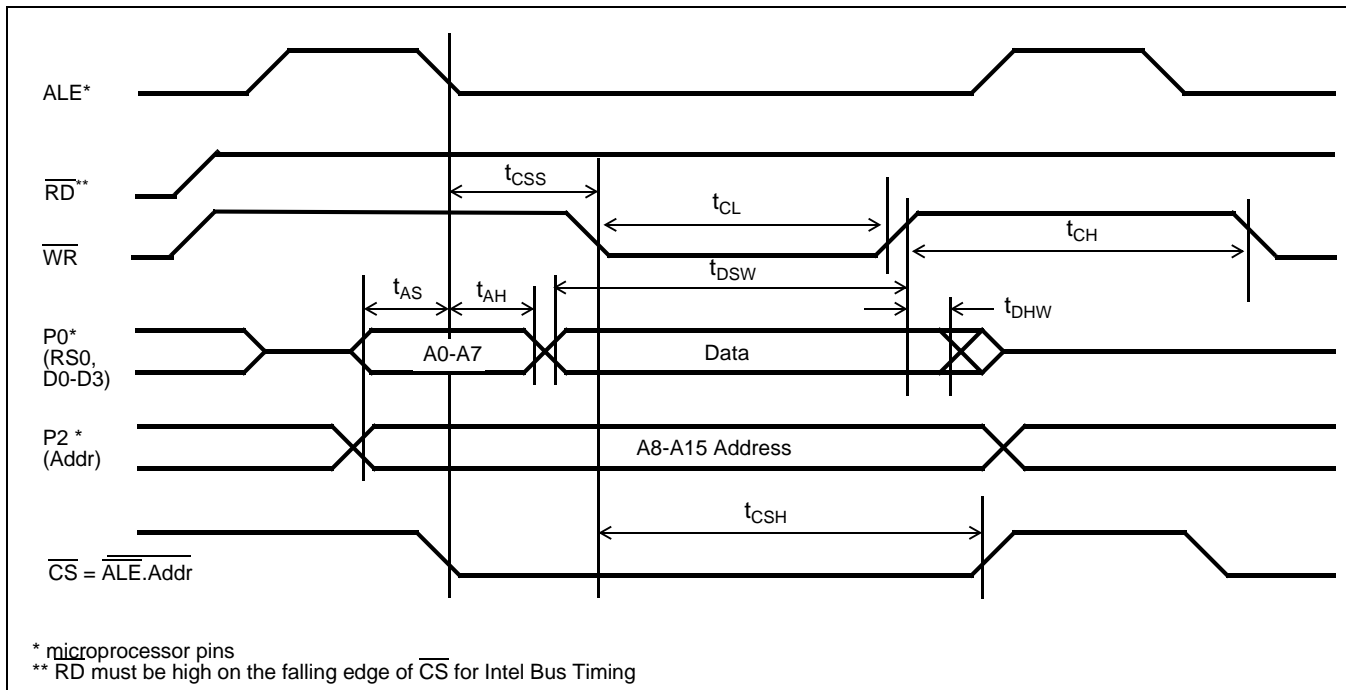 ALE*
RD**
tCSS
tCL
WR
tCH
tDSW
tAS
tAH
tDHW
P0*
(RS0,
D0-D3)
A0-A7
Data
P2 *
(Addr)
A8-A15 Address
tCSH
CS = ALE.Addr
* microprocessor pins
** RD must be high on the falling edge of CS for Intel Bus Timing